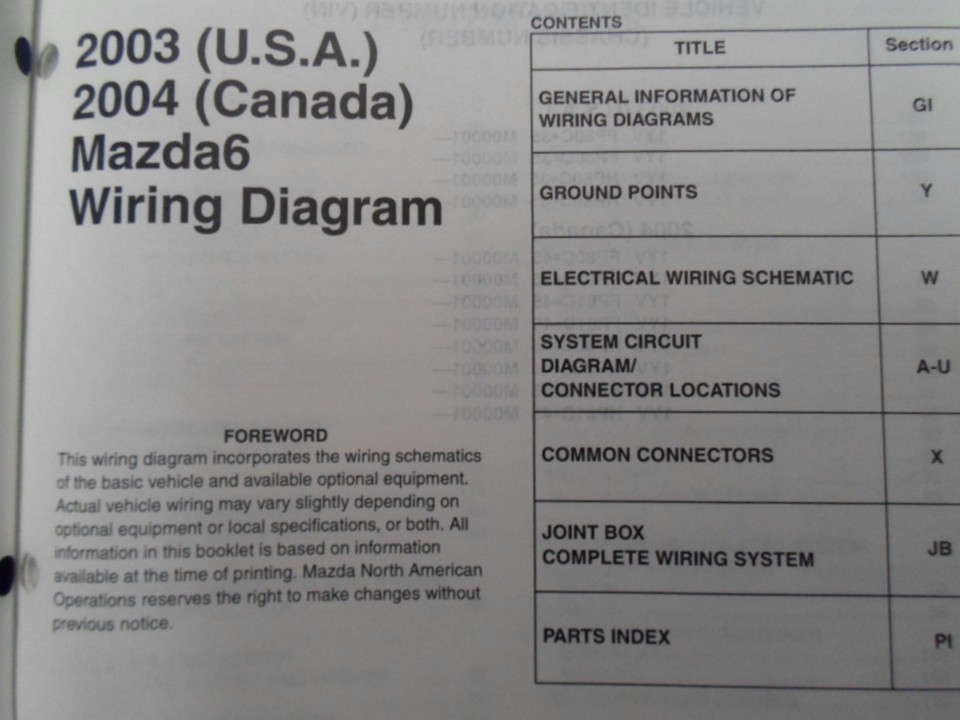 2003 (U.S.A.)
2004 (Canada)
Mazda6
Wiring Diagram
FOREWORD
This wiring diagram incorporates the wiring schematics
of the basic vehicle and available optional equipment.
Actual vehicle wiring may vary slightly depending on
optional equipment or local specifications, or both. All
information in this booklet is based on information
available at the time of printing. Mazda North American
Operations reserves the right to make changes without
previous notice.
CONTENTS
TITLE Section
GENERAL INFORMATION OF
WIRING DIAGRAMS GI
GROUND POINTS Y
ELECTRICAL WIRING SCHEMATIC W
SYSTEM CIRCUIT
DIAGRAM/ A-U
CONNECTOR LOCATIONS
COMMON CONNECTORS X
JOINT BOX
COMPLETE WIRING SYSTEM JB
PARTS INDEX PI